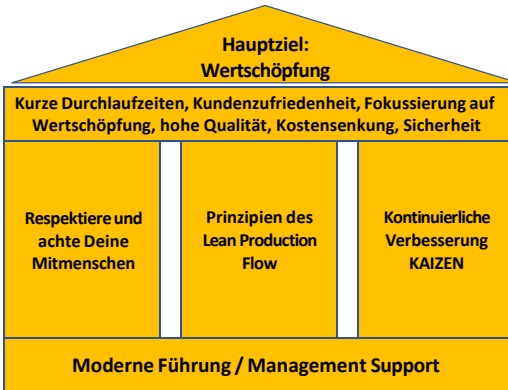 Hauptziel:
Wertschöpfung
Kurze Durchlaufzeiten, Kundenzufriedenheit, Fokussierung auf
Wertschöpfung, hohe Qualität, Kostensenkung, Sicherheit
Respektiere und
achte Deine
Mitmenschen
Prinzipien des
Lean Production
Flow
Kontinuierliche
Verbesserung
KAIZEN
Moderne Führung / Management Support